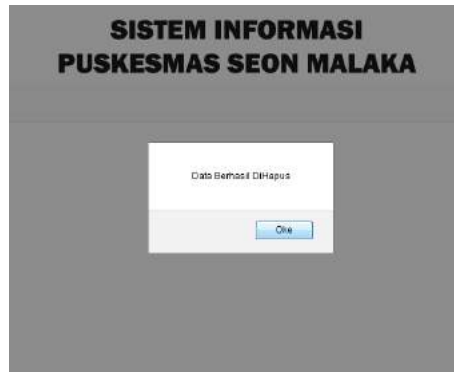 SISTEM INFORMASI
PUSKESMAS SEON MALAKA
Data Berhasil DiHapus
Oke